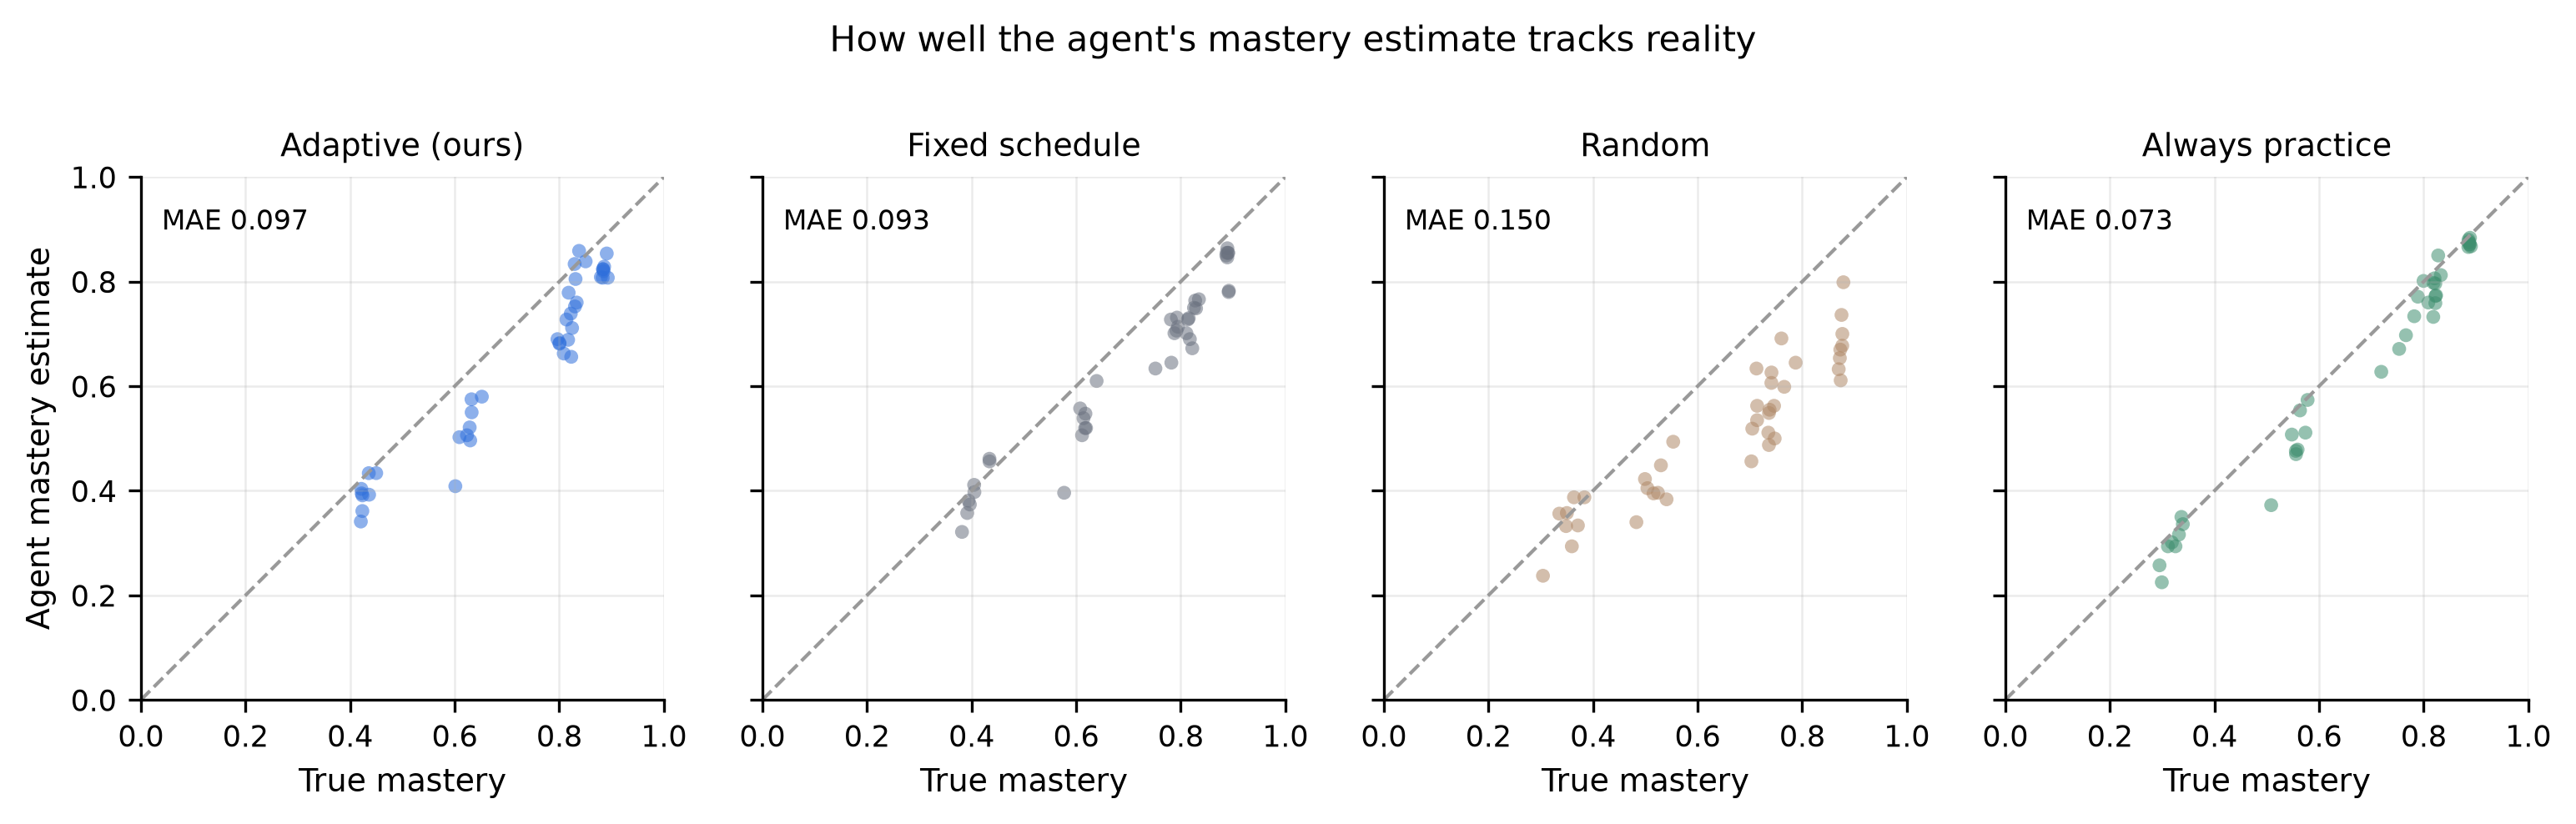 How well the agent's mastery estimate tracks reality
Adaptive (ours)
MAE 0.097
Agent mastery estimate
1.0
0.8
0.6
0.4
0.2
0.0
0.0 0.2 0.4 0.6 0.8 1.0
True mastery
Fixed schedule
MAE 0.093
0.0 0.2 0.4 0.6 0.8 1.0
True mastery
Random
MAE 0.150
0.0 0.2 0.4 0.6 0.8 1.0
True mastery
Always practice
MAE 0.073
0.0 0.2 0.4 0.6 0.8 1.0
True mastery